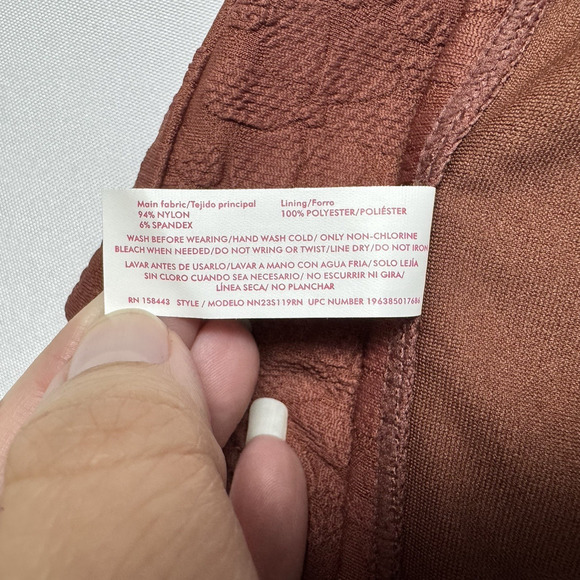 Main fabric/Tejido principal Lining/Forro
94% NYLON 100% POLYESTER/POLIÉSTER
6% SPANDEX
WASH BEFORE WEARING/HAND WASH COLD/ ONLY NON-CHLORINE
BLEACH WHEN NEEDED/DO NOT WRING OR TWIST/LINE DRY/DO NOT IRON
LAVAR ANTES DE USARLO/LAVAR A MANO CON AGUA FRIA/SOLO LEJÍA
SIN CLORO CUANDO SEA NECESARIO/ NO ESCURRIR NI GIRA/
LÍNEA SECA/ NO PLANCHAR
RN 158443 STYLE / MODELO NN23S119RN UPC NUMBER 196385017686